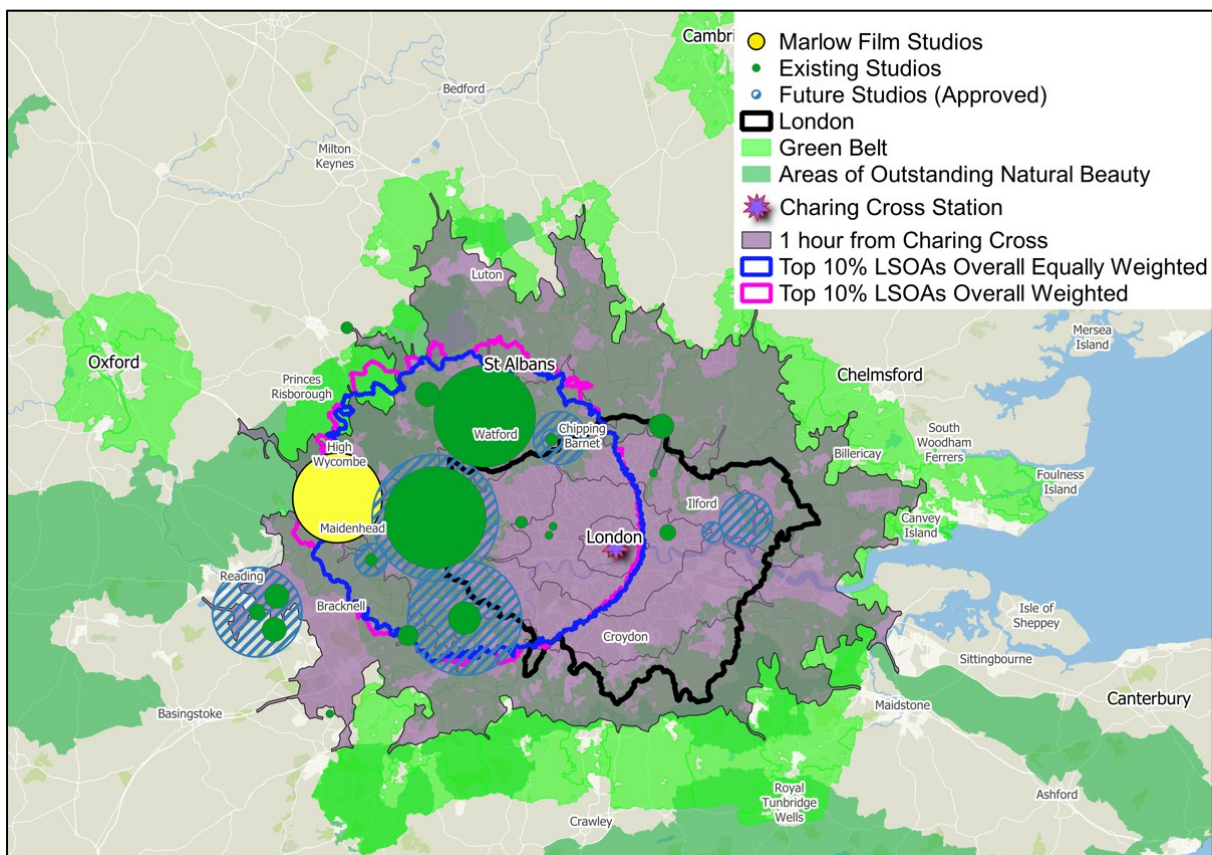 Cambri
Bedford
Milton
Keynes
Marlow Film Studios
Existing Studios
Future Studios (Approved)
London
Green Belt
Areas of Outstanding Natural Beauty
Charing Cross Station
1 hour from Charing Cross
Top 10% LSOAs Overall Equally Weighted
Top 10% LSOAs Overall Weighted
Luton
Mersea
Island
Oxford
St Albans
Princes
Risborough
Chelmsford
Watford
Chipping
Barnet
South
Woodham
Ferrers
High
Wycombe
Billericay
Foulness
Island
Ilford
Maidenhead
London
Canvey
Island
Reading
Bracknell
Croydon
Isle of
Sheppey
Sittingbourne
Basingstoke
Maidstone
Canterbury
Royal
Tunbridge
Wells
Ashford
Crawley